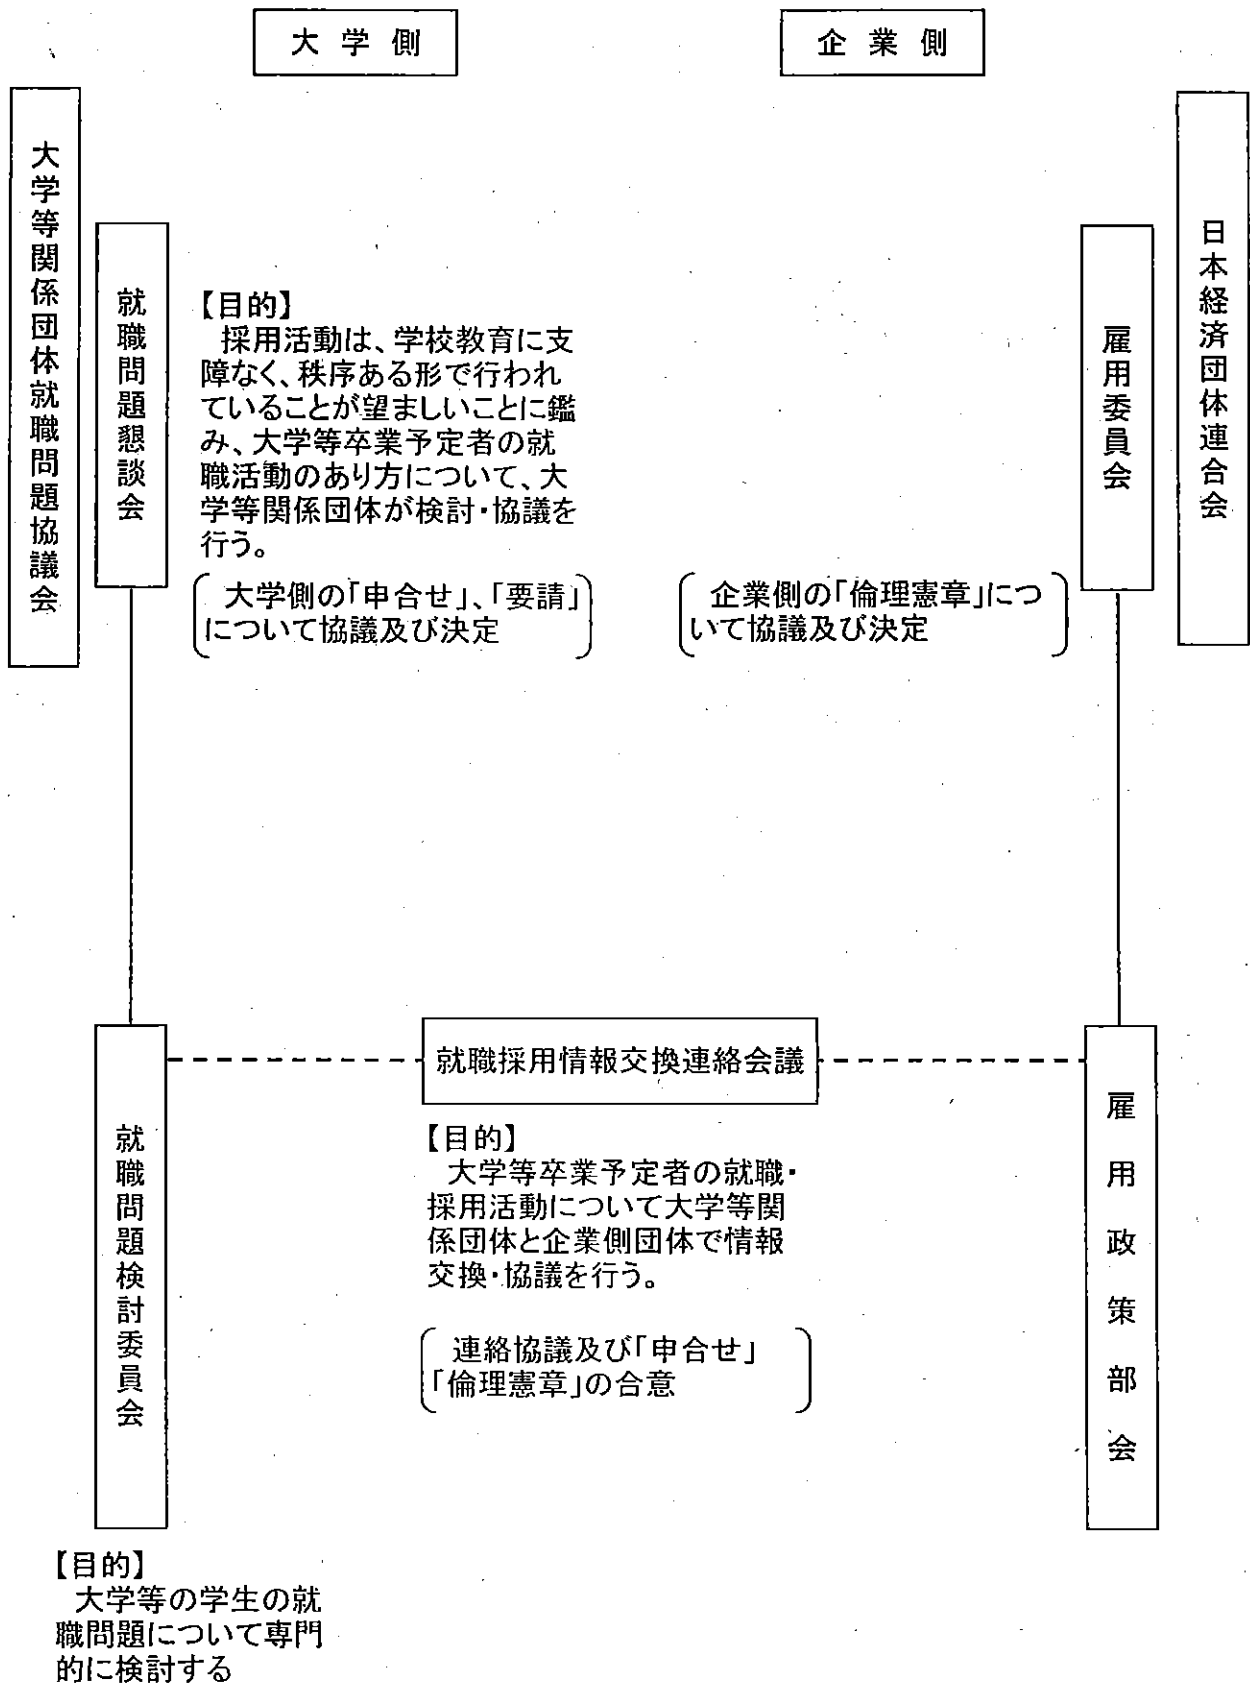 大学側
企業側
大学等関係団体就職問題協議会
就職問題懇談会
【目的】
採用活動は、学校教育に支
障なく、秩序ある形で行われ
ていることが望ましいことに鑑
み、大学等卒業予定者の就
職活動のあり方について、大
学等関係団体が検討・協議を
行う。
大学側の「申合せ」、「要請」
について協議及び決定
企業側の「倫理憲章」につ
いて協議及び決定
雇用委員会
日本経済団体連合会
就職問題検討委員会
就職採用情報交換連絡会議
【目的】
大学等卒業予定者の就職・
採用活動について大学等関
係団体と企業側団体で情報
交換・協議を行う。
連絡協議及び「申合せ」
「倫理憲章」の合意
雇用政策部会
【目的】
大学等の学生の就
職問題について専門
的に検討する